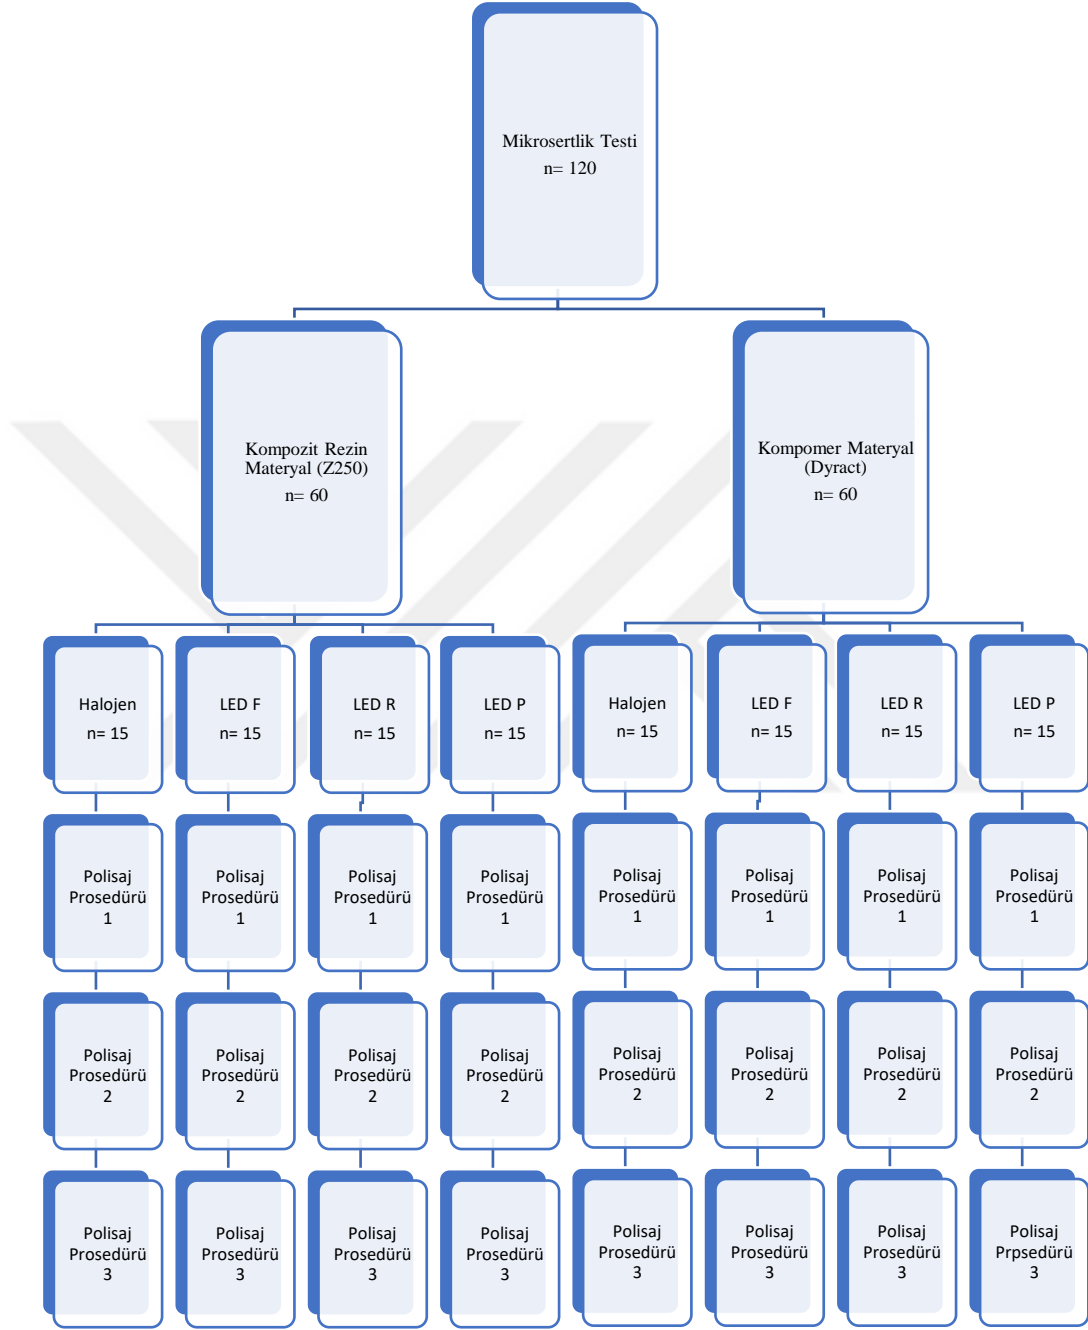 Mikrosertlik Testi
n= 120
Kompozit Rezin
Materyal (Z250)
n= 60
Kompomer Materyal
(Dyract)
n= 60
Halojen
n= 15
LED F
n= 15
LED R
n= 15
LED P
n= 15
Halojen
n= 15
LED F
n= 15
LED R
n= 15
LED P
n= 15
Polisaj
Prosedürü
1
Polisaj
Prosedürü
1
Polisaj
Prosedürü
1
Polisaj
Prosedürü
1
Polisaj
Prosedürü
1
Polisaj
Prosedürü
1
Polisaj
Prosedürü
1
Polisaj
Prosedürü
1
Polisaj
Prosedürü
2
Polisaj
Prosedürü
2
Polisaj
Prosedürü
2
Polisaj
Prosedürü
2
Polisaj
Prosedürü
2
Polisaj
Prosedürü
2
Polisaj
Prosedürü
2
Polisaj
Prosedürü
2
Polisaj
Prosedürü
3
Polisaj
Prosedürü
3
Polisaj
Prosedürü
3
Polisaj
Prosedürü
3
Polisaj
Prosedürü
3
Polisaj
Prosedürü
3
Polisaj
Prosedürü
3
Polisaj
Prpsedürü
3